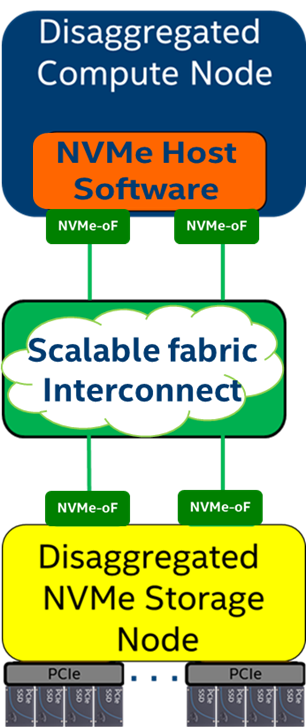 Disaggregated
Compute Node
NVMe Host
Software
NVMe-oF NVMe-oF
Scalable fabric
Interconnect
NVMe-oF NVMe-oF
Disaggregated
NVMe Storage
Node
PCIe . . . PCIe